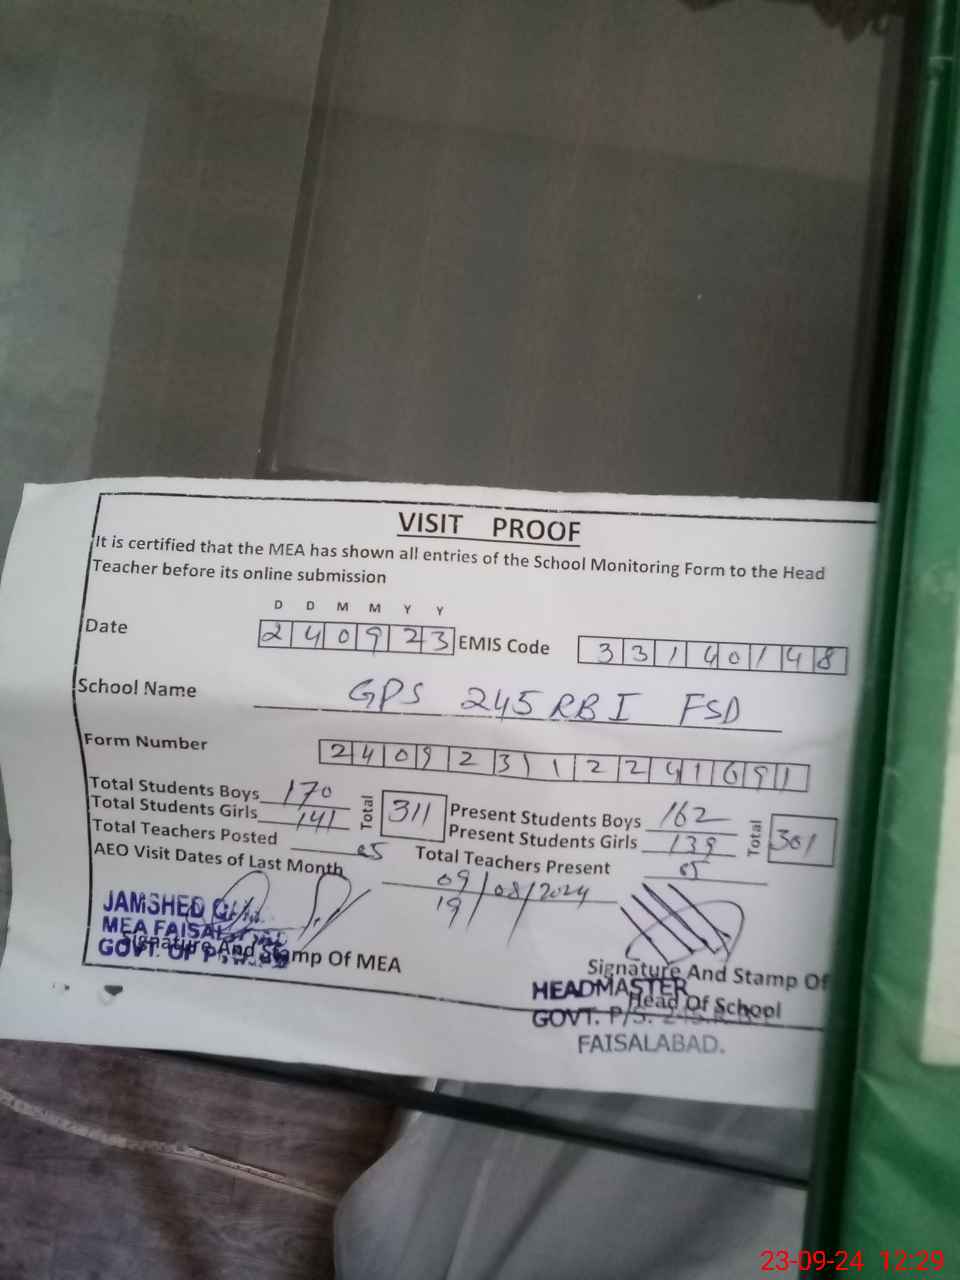 VISIT PROOF
It is certified that the MEA has shown all entries of the School Monitoring Form to the Head
Teacher before its online submission
D D M M Y Y
Date 2 4 0 9 2 3 EMIS Code 3 3 1 4 0 1 4 8
School Name GPS 245 RB I FSD
Form Number 2 4 0 9 2 3 1 1 2 2 4 1 6 9 1
Total Students Boys 170 Total 311 Present Students Boys 162 Total 301
Total Students Girls 141 Present Students Girls 139
Total Teachers Posted 05 Total Teachers Present 05
AEO Visit Dates of Last Month 09/08/2024
19/
JAMSHED
MEA FAISAL
GOVT. OF
Signature And Stamp Of MEA
Signature And Stamp Of
HEADMASTER
Head Of School
GOVT. P/S. 245 R.B.
FAISALABAD.
23-09-24 12:29